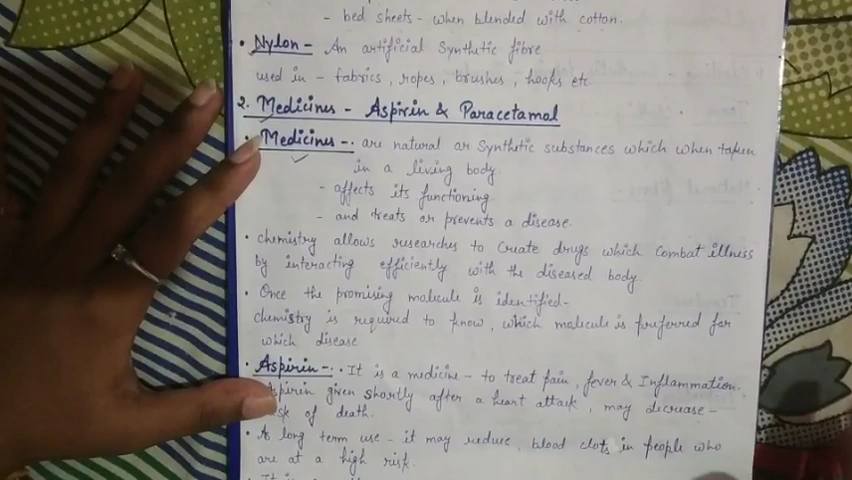 - bed sheets - when blended with cotton.
• Nylon - An artificial Synthetic fibre
used in - fabrics, ropes, brushes, hooks etc
2. Medicines - Aspirin & Paracetamol
• Medicines -. are natural or Synthetic substances which when taken
in a living body
- affects its functioning
- and treats or prevents a disease.
• chemistry allows researches to Create drugs which Combat illness
by interacting efficiently with the diseased body
• Once the promising malicule is identified-
chemistry is required to know, which malicule is preferred for
which disease
• Aspirin -. • It is a medicine - to treat pain, fever & Inflammation.
Aspirin given shortly after a heart attack, may decrease -
risk of death.
• As long term use - it may reduce, blood clots in people who
are at a high risk.